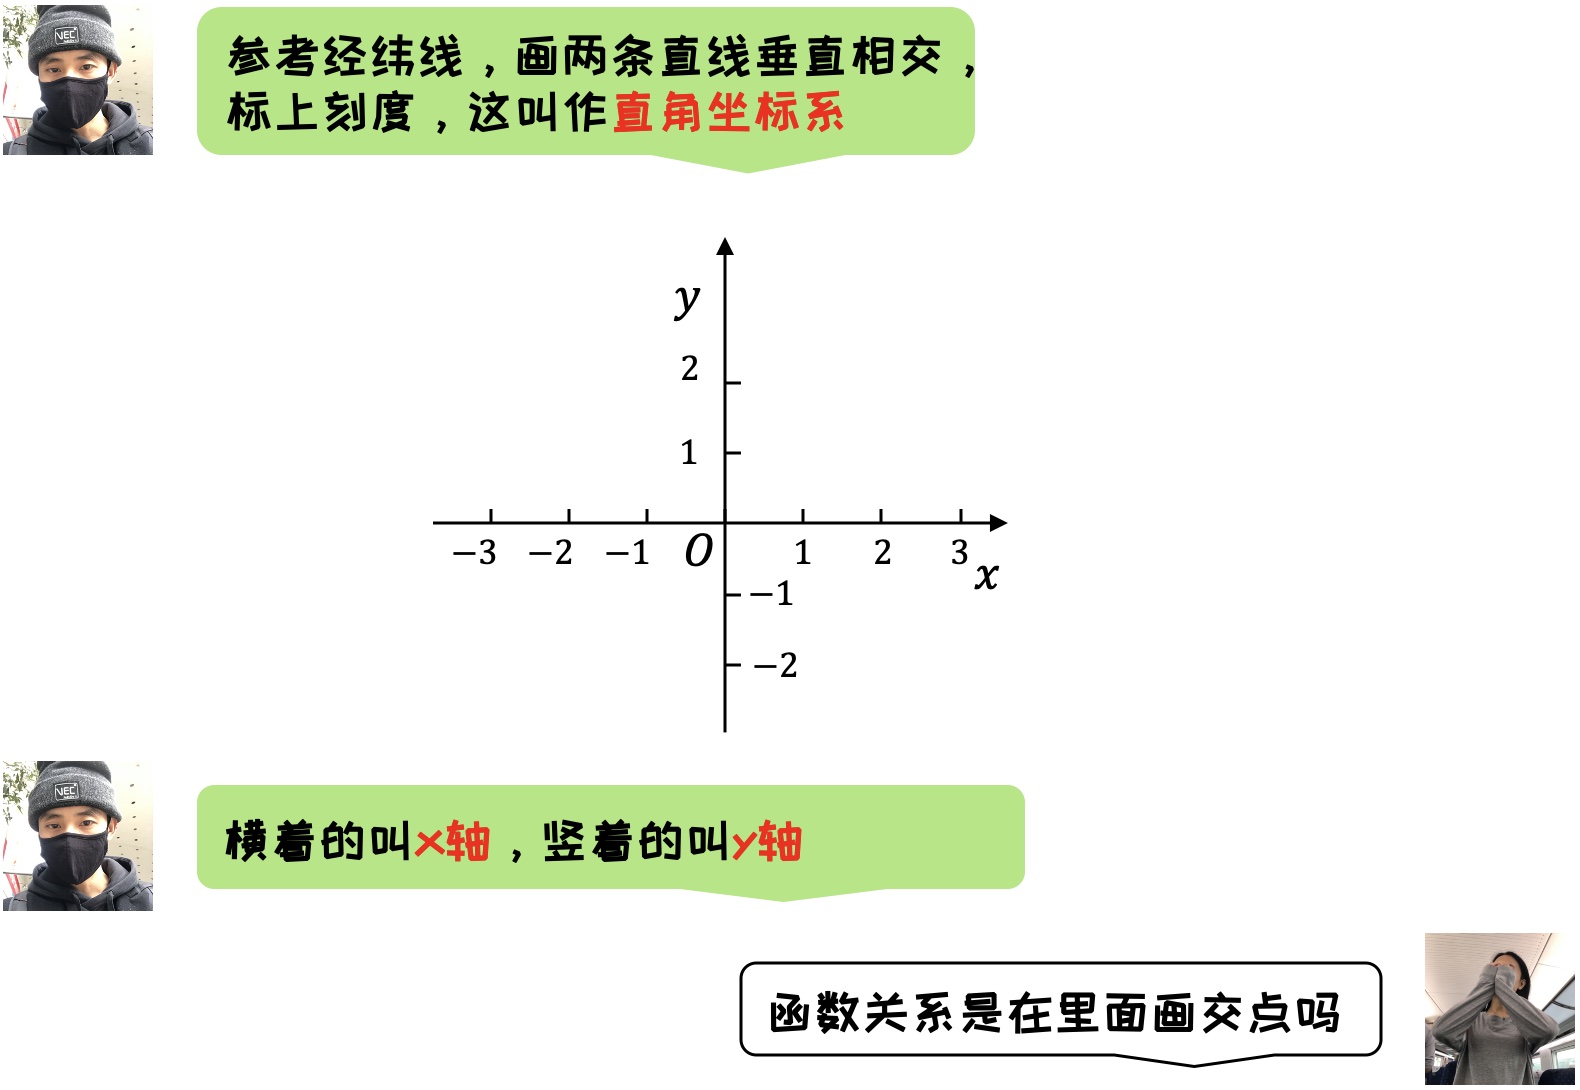 参考经纬线，画两条直线垂直相交，
标上刻度，这叫作直角坐标系
y
2
1
−3 −2 −1 O 1 2 3
x
−1
−2
横着的叫x轴，竖着的叫y轴
函数关系是在里面画交点吗
VEC
VEC